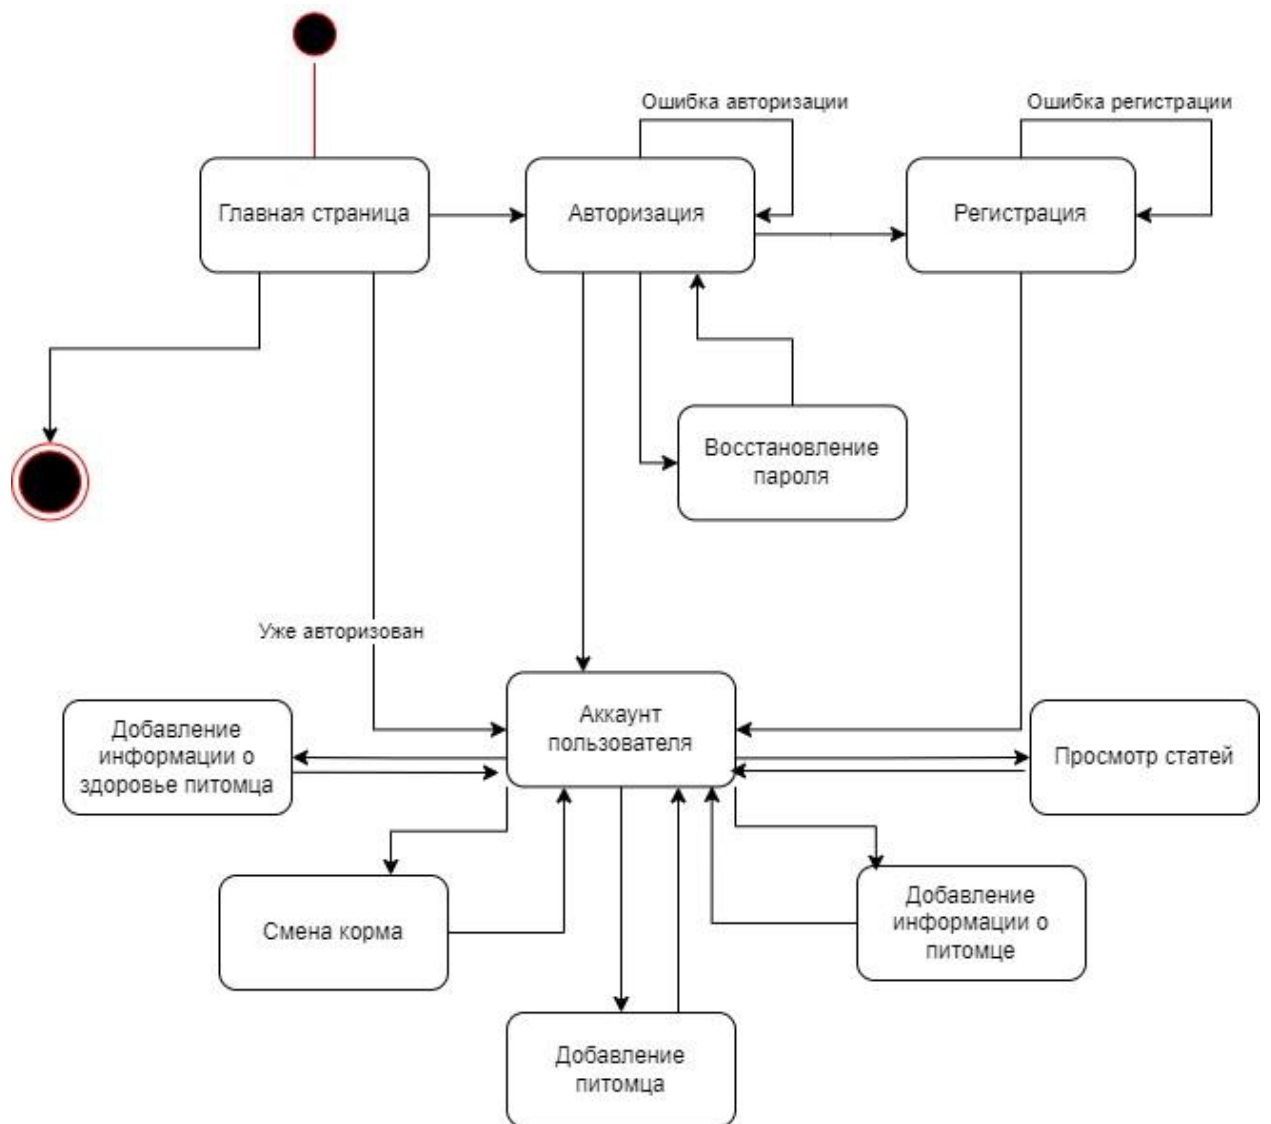 Ошибка авторизации
Ошибка регистрации
Главная страница
Авторизация
Регистрация
Восстановление
пароля
Уже авторизован
Добавление
информации о
здоровье питомца
Аккаунт
пользователя
Просмотр статей
Смена корма
Добавление
информации о
питомце
Добавление
питомца